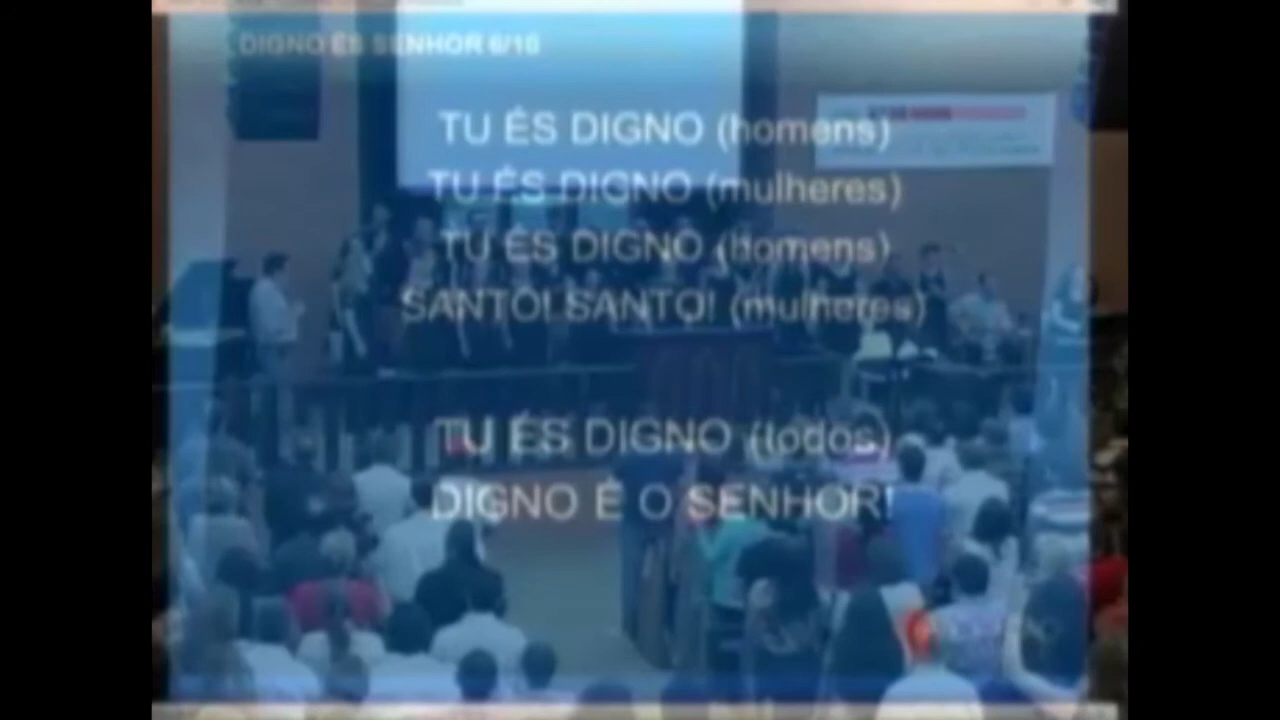 DIGNO ÉS SENHOR 6/10
TU ÉS DIGNO (homens)
TU ÉS DIGNO (mulheres)
TU ÉS DIGNO (homens)
SANTO! SANTO! (mulheres)
TU ÉS DIGNO (todos)
DIGNO É O SENHOR!